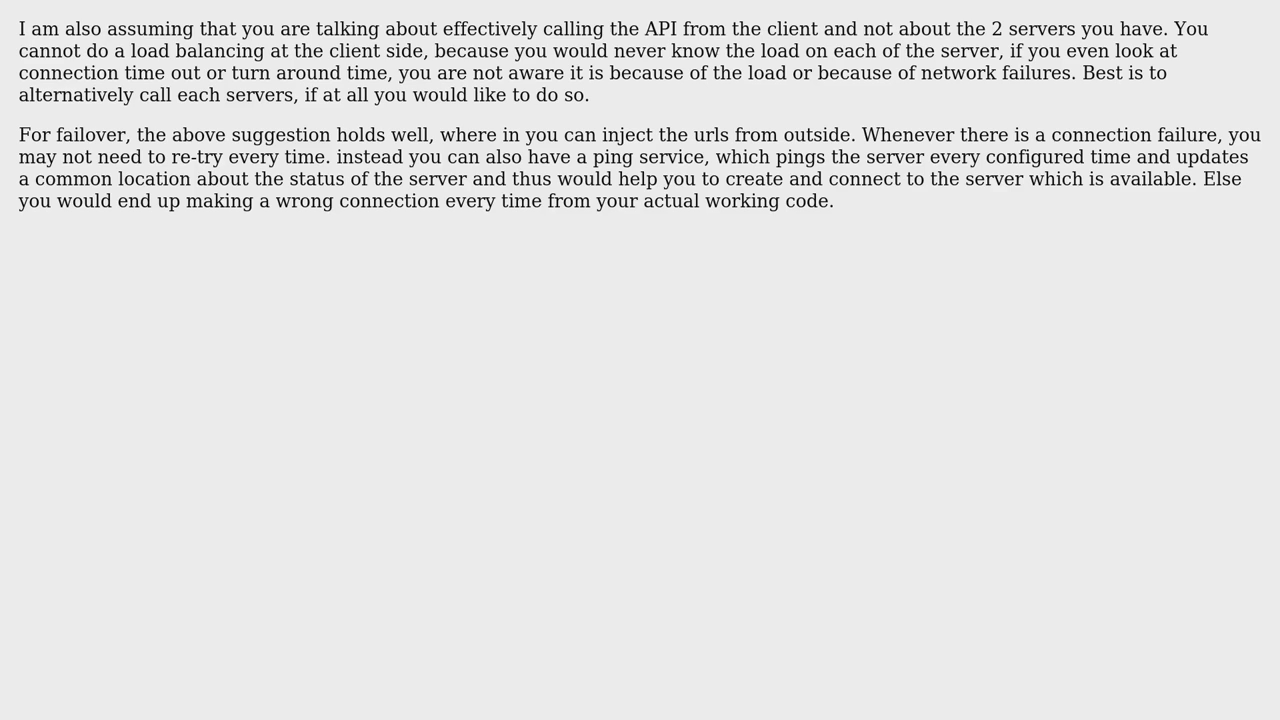 I am also assuming that you are talking about effectively calling the API from the client and not about the 2 servers you have. You
cannot do a load balancing at the client side, because you would never know the load on each of the server, if you even look at
connection time out or turn around time, you are not aware it is because of the load or because of network failures. Best is to
alternatively call each servers, if at all you would like to do so.
For failover, the above suggestion holds well, where in you can inject the urls from outside. Whenever there is a connection failure, you
may not need to re-try every time. instead you can also have a ping service, which pings the server every configured time and updates
a common location about the status of the server and thus would help you to create and connect to the server which is available. Else
you would end up making a wrong connection every time from your actual working code.